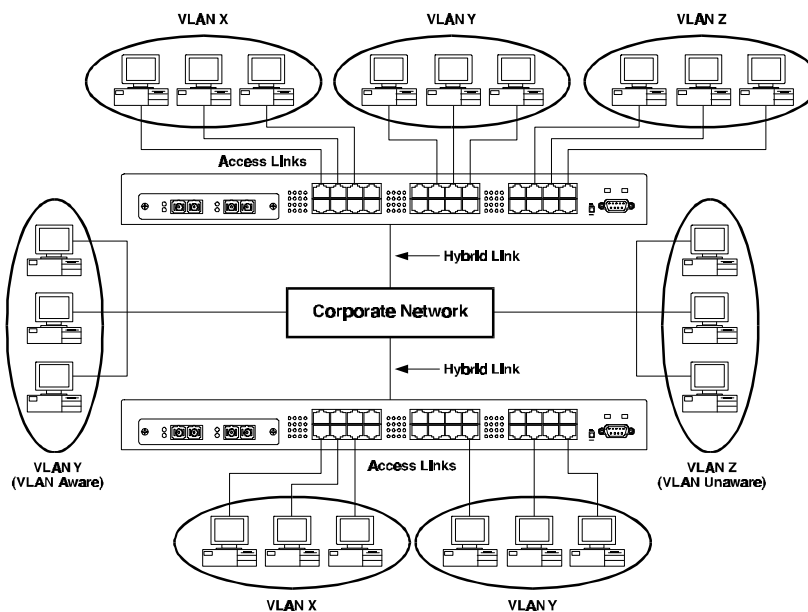 VLAN X
VLAN Y
VLAN Z
Access Links
Hybrid Link
Corporate Network
Hybrid Link
VLAN Y
(VLAN Aware)
VLAN Z
(VLAN Unaware)
Access Links
VLAN X
VLAN Y